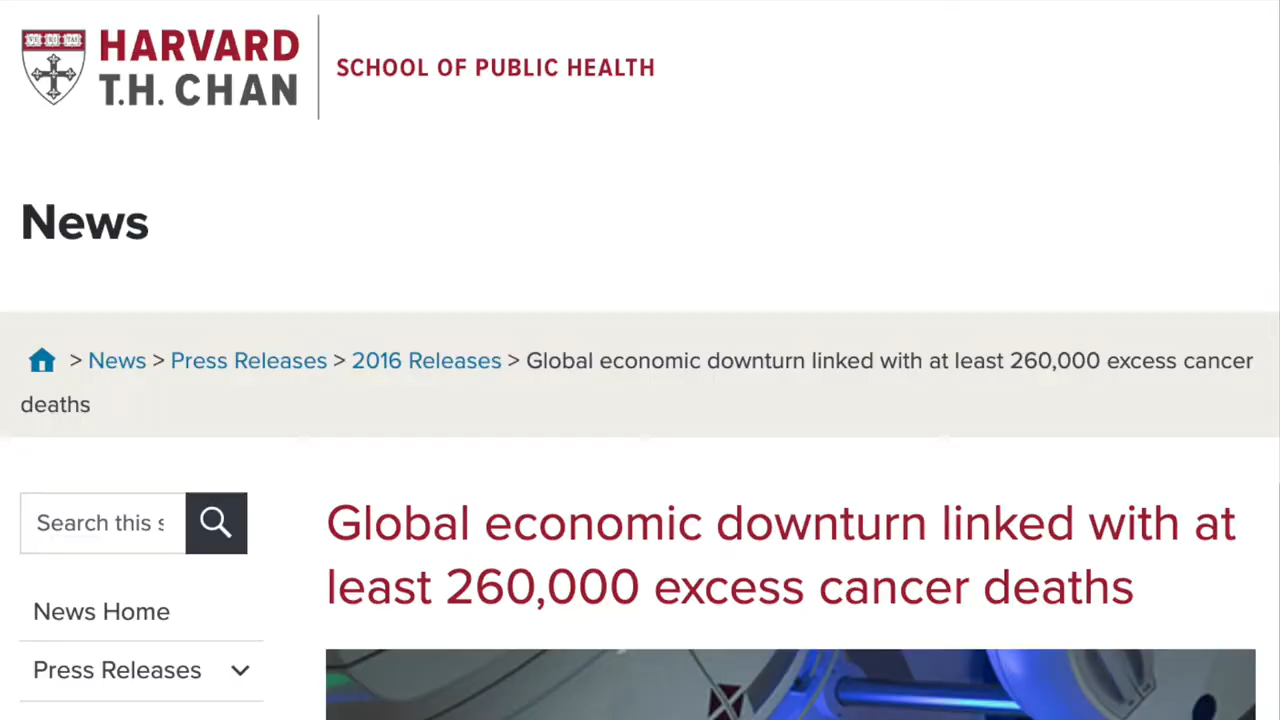 HARVARD
T.H. CHAN
SCHOOL OF PUBLIC HEALTH
News
> News > Press Releases > 2016 Releases > Global economic downturn linked with at least 260,000 excess cancer
deaths
Search this s
Global economic downturn linked with at
least 260,000 excess cancer deaths
News Home
Press Releases